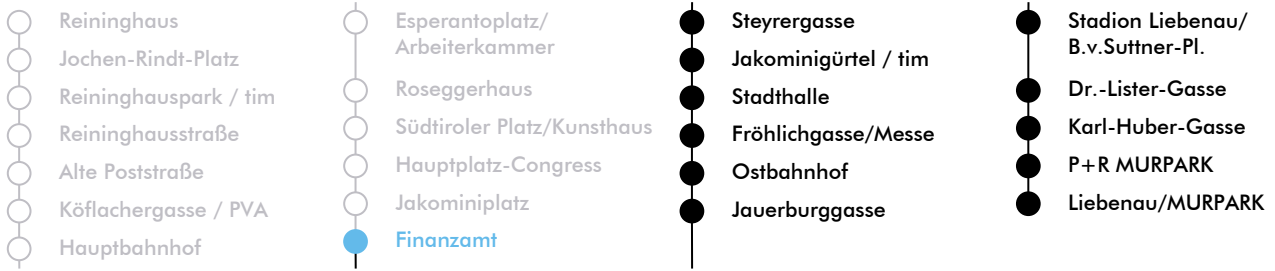 Reininghaus
Jochen-Rindt-Platz
Reininghauspark / tim
Reininghausstraße
Alte Poststraße
Köflachergasse / PVA
Hauptbahnhof
Esperantoplatz/
Arbeiterkammer
Roseggerhaus
Südtiroler Platz/Kunsthaus
Hauptplatz-Congress
Jakominiplatz
Finanzamt
Steyrergasse
Jakominigürtel / tim
Stadthalle
Fröhlichgasse/Messe
Ostbahnhof
Jauerburggasse
Stadion Liebenau/
B.v.Suttner-Pl.
Dr.-Lister-Gasse
Karl-Huber-Gasse
P+R MURPARK
Liebenau/MURPARK